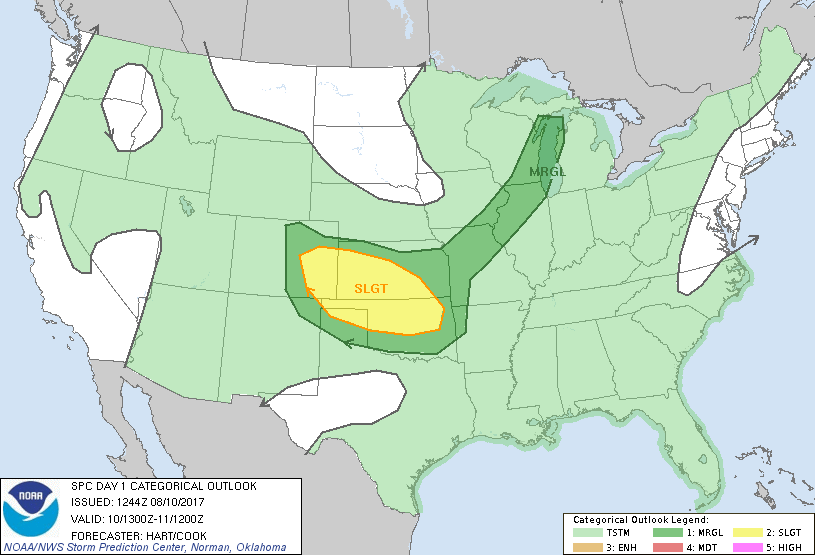 MRGL
SLGT
NOAA
SPC DAY 1 CATEGORICAL OUTLOOK
ISSUED: 1244Z 08/10/2017
VALID: 10/1300Z-11/1200Z
FORECASTER: HART/COOK
NOAA/NWS Storm Prediction Center, Norman, Oklahoma
Categorical Outlook Legend:
TSTM 1: MRGL 2: SLGT
3: ENH 4: MDT 5: HIGH